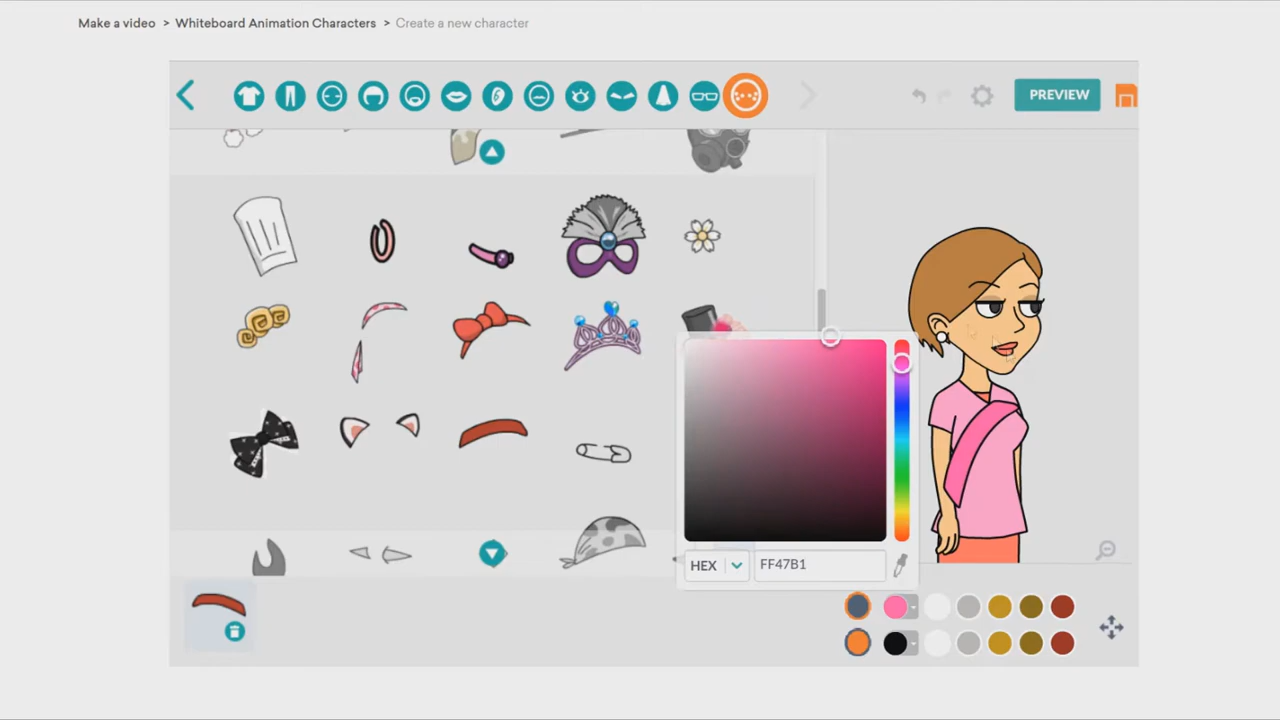 Make a video > Whiteboard Animation Characters > Create a new character
PREVIEW
HEX FF47B1